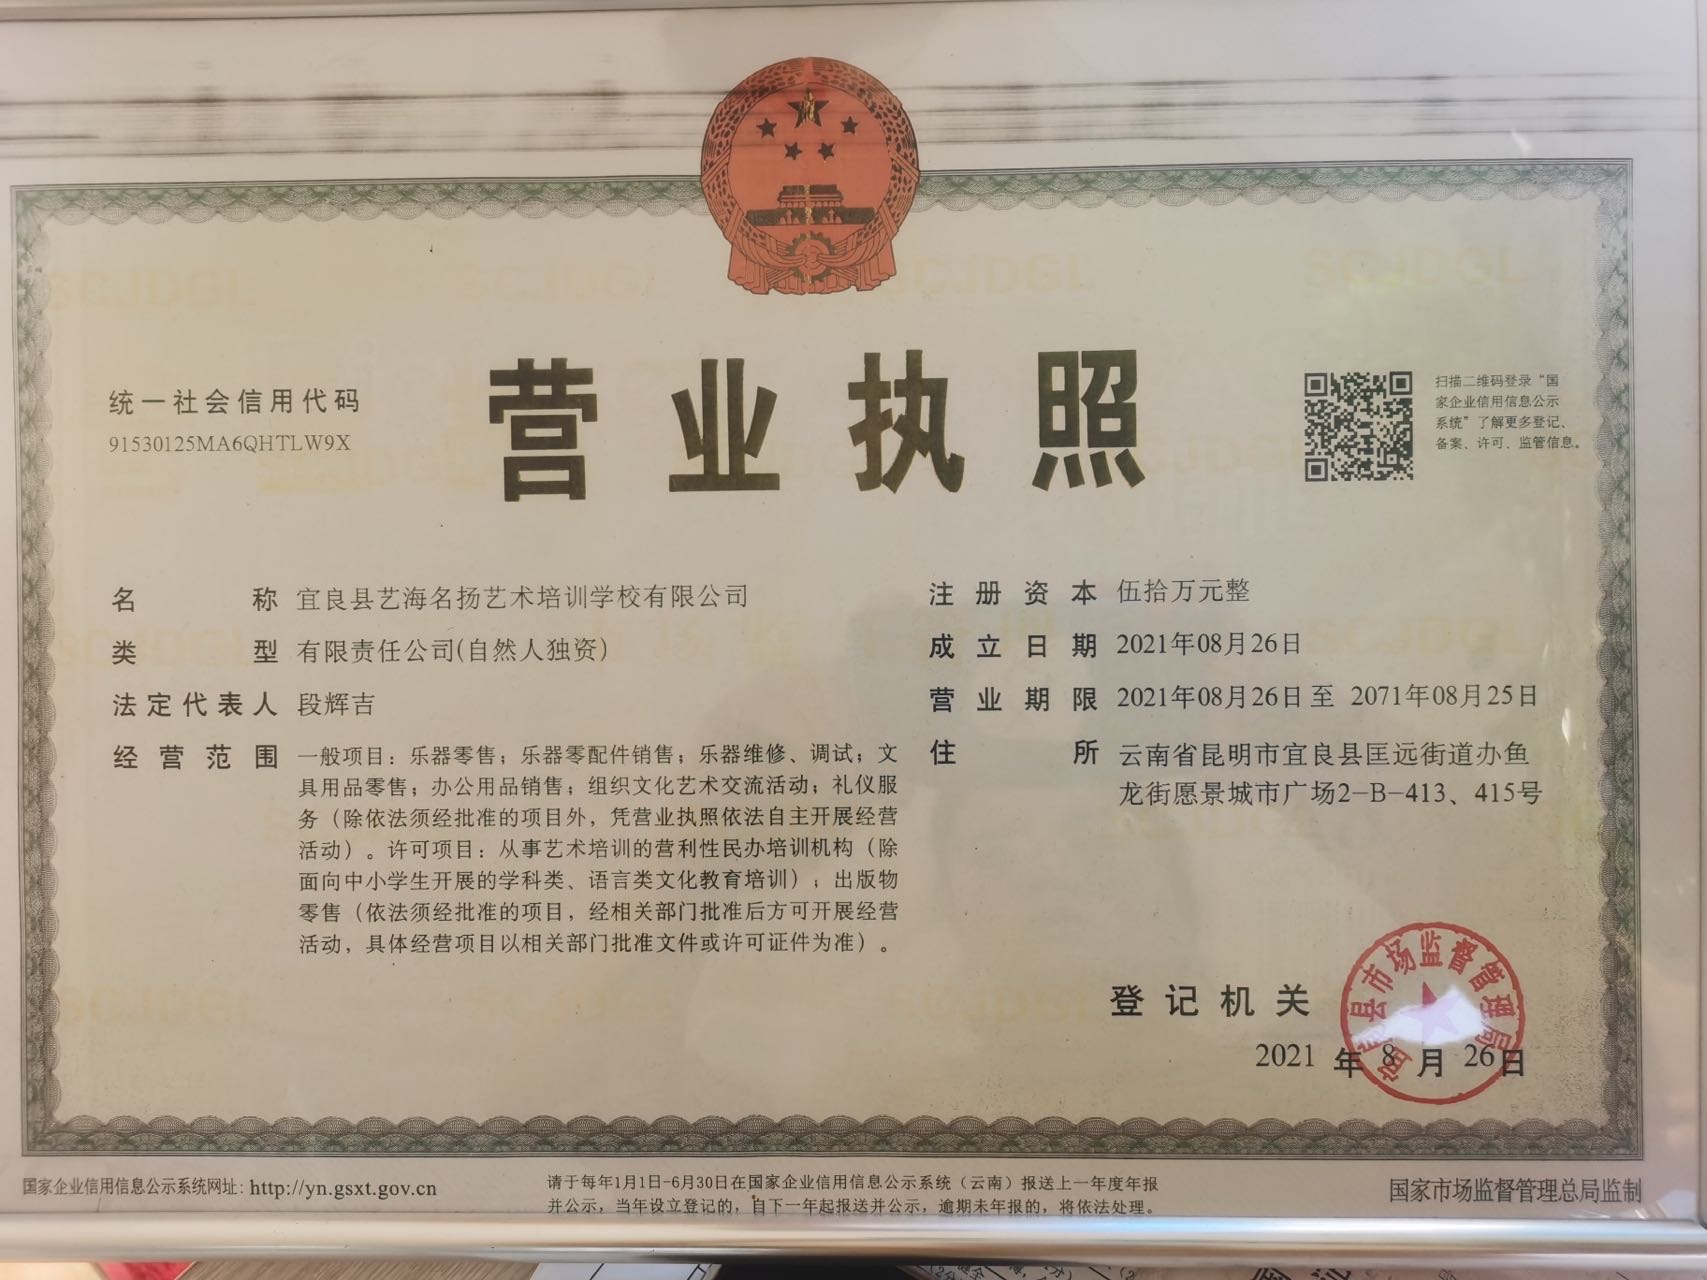 统一社会信用代码
91530125MA6QHTLW9X
营业执照
扫描二维码登录“国
家企业信用信息公示
系统”了解更多登记、
备案、许可、监管信息。
名称 宜良县艺海名扬艺术培训学校有限公司
类型 有限责任公司(自然人独资)
法定代表人 段辉吉
经营范围 一般项目：乐器零售；乐器零配件销售；乐器维修、调试；文
具用品零售；办公用品销售；组织文化艺术交流活动；礼仪服
务（除依法须经批准的项目外，凭营业执照依法自主开展经营
活动）。许可项目：从事艺术培训的营利性民办培训机构（除
面向中小学生开展的学科类、语言类文化教育培训）；出版物
零售（依法须经批准的项目，经相关部门批准后方可开展经营
活动，具体经营项目以相关部门批准文件或许可证件为准）。
注册资本 伍拾万元整
成立日期 2021年08月26日
营业期限 2021年08月26日 至 2071年08月25日
住所 云南省昆明市宜良县匡远街道办鱼
龙街愿景城市广场2-B-413、415号
登记机关
宜良县市场监督管理局
2021 年 8 月 26 日
国家企业信用信息公示系统网址: http://yn.gsxt.gov.cn
请于每年1月1日-6月30日在国家企业信用信息公示系统（云南）报送上一年度年报
并公示，当年设立登记的，自下一年起报送并公示，逾期未年报的，将依法处理。
国家市场监督管理总局监制